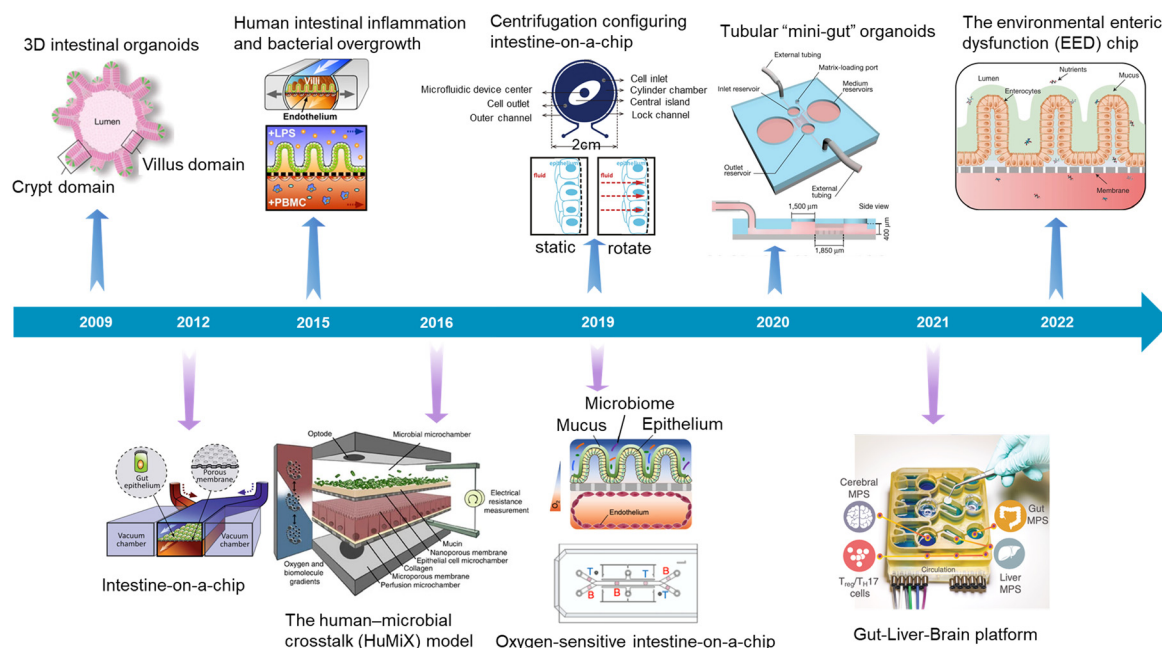 3D intestinal organoids
Lumen
Villus domain
Crypt domain
Human intestinal inflammation
and bacterial overgrowth
Villi
Endothelium
+LPS
+PBMC
Centrifugation configuring
intestine-on-a-chip
Microfluidic device center
Cell outlet
Outer channel
Cell inlet
Cylinder chamber
Central island
Lock channel
2cm
epithelium
fluid
static
epithelium
fluid
rotate
Tubular “mini-gut” organoids
External tubing
Matrix-loading port
Inlet reservoir
Medium
reservoirs
Outlet
reservoir
External
tubing
1,500 μm
Side view
400 μm
1,850 μm
The environmental enteric
dysfunction (EED) chip
Lumen
Nutrients
Mucus
Enterocytes
Membrane
2009
2012
2015
2016
2019
2020
2021
2022
Gut
epithelium
Porous
membrane
Vacuum
chamber
Vacuum
chamber
Intestine-on-a-chip
Optode
Microbial microchamber
Electrical
resistance
measurement
Mucin
Nanoporous membrane
Epithelial cell microchamber
Collagen
Microporous membrane
Perfusion microchamber
Oxygen and
biomolecule
gradients
The human–microbial
crosstalk (HuMiX) model
Microbiome
Mucus
Epithelium
Endothelium
T
T
B
B
B
T
Oxygen-sensitive intestine-on-a-chip
Cerebral
MPS
Gut
MPS
Treg/TH17
cells
Circulation
Liver
MPS
Gut-Liver-Brain platform